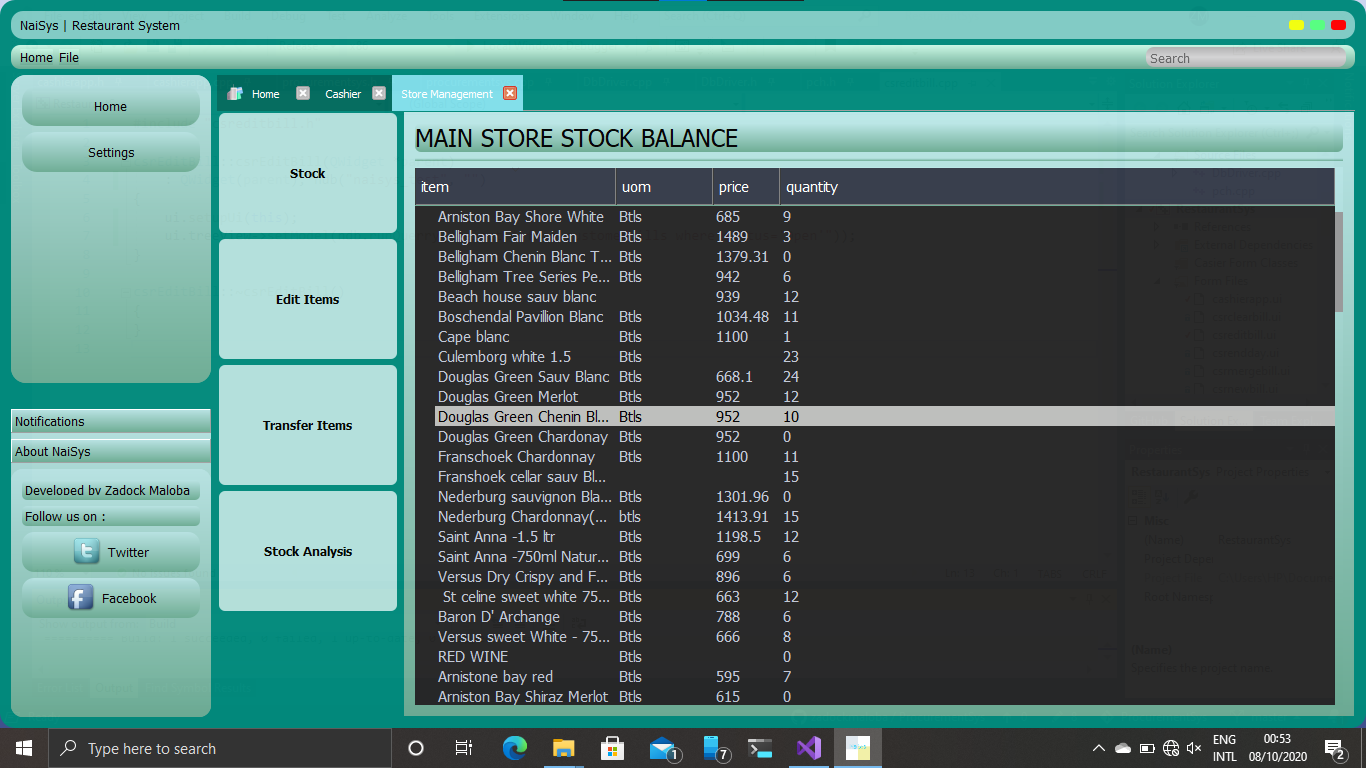 NaiSys | Restaurant System
Home File
Search
Home
Settings
Notifications
About NaiSys
Developed by Zadock Maloba
Follow us on :
Twitter
Facebook
Home Cashier Store Management
Stock
Edit Items
Transfer Items
Stock Analysis
MAIN STORE STOCK BALANCE
item uom price quantity
Arniston Bay Shore White Btls 685 9
Belligham Fair Maiden Btls 1489 3
Belligham Chenin Blanc T... Btls 1379.31 0
Belligham Tree Series Pe... Btls 942 6
Beach house sauv blanc 939 12
Boschendal Pavillion Blanc Btls 1034.48 11
Cape blanc Btls 1100 1
Culemborg white 1.5 Btls 23
Douglas Green Sauv Blanc Btls 668.1 24
Douglas Green Merlot Btls 952 12
Douglas Green Chenin Bl... Btls 952 10
Douglas Green Chardonay Btls 952 0
Franschoek Chardonnay Btls 1100 11
Franshoek cellar sauv Bl... 15
Nederburg sauvignon Bla... Btls 1301.96 0
Nederburg Chardonnay(... btls 1413.91 15
Saint Anna -1.5 ltr Btls 1198.5 12
Saint Anna -750ml Natur... Btls 699 6
Versus Dry Crispy and F... Btls 896 6
St celine sweet white 75... Btls 663 12
Baron D' Archange Btls 788 6
Versus sweet White - 75... Btls 666 8
RED WINE Btls 0
Arnistone bay red Btls 595 7
Arniston Bay Shiraz Merlot Btls 615 0
Type here to search
1
7
ENG
INTL
00:53
08/10/2020
2